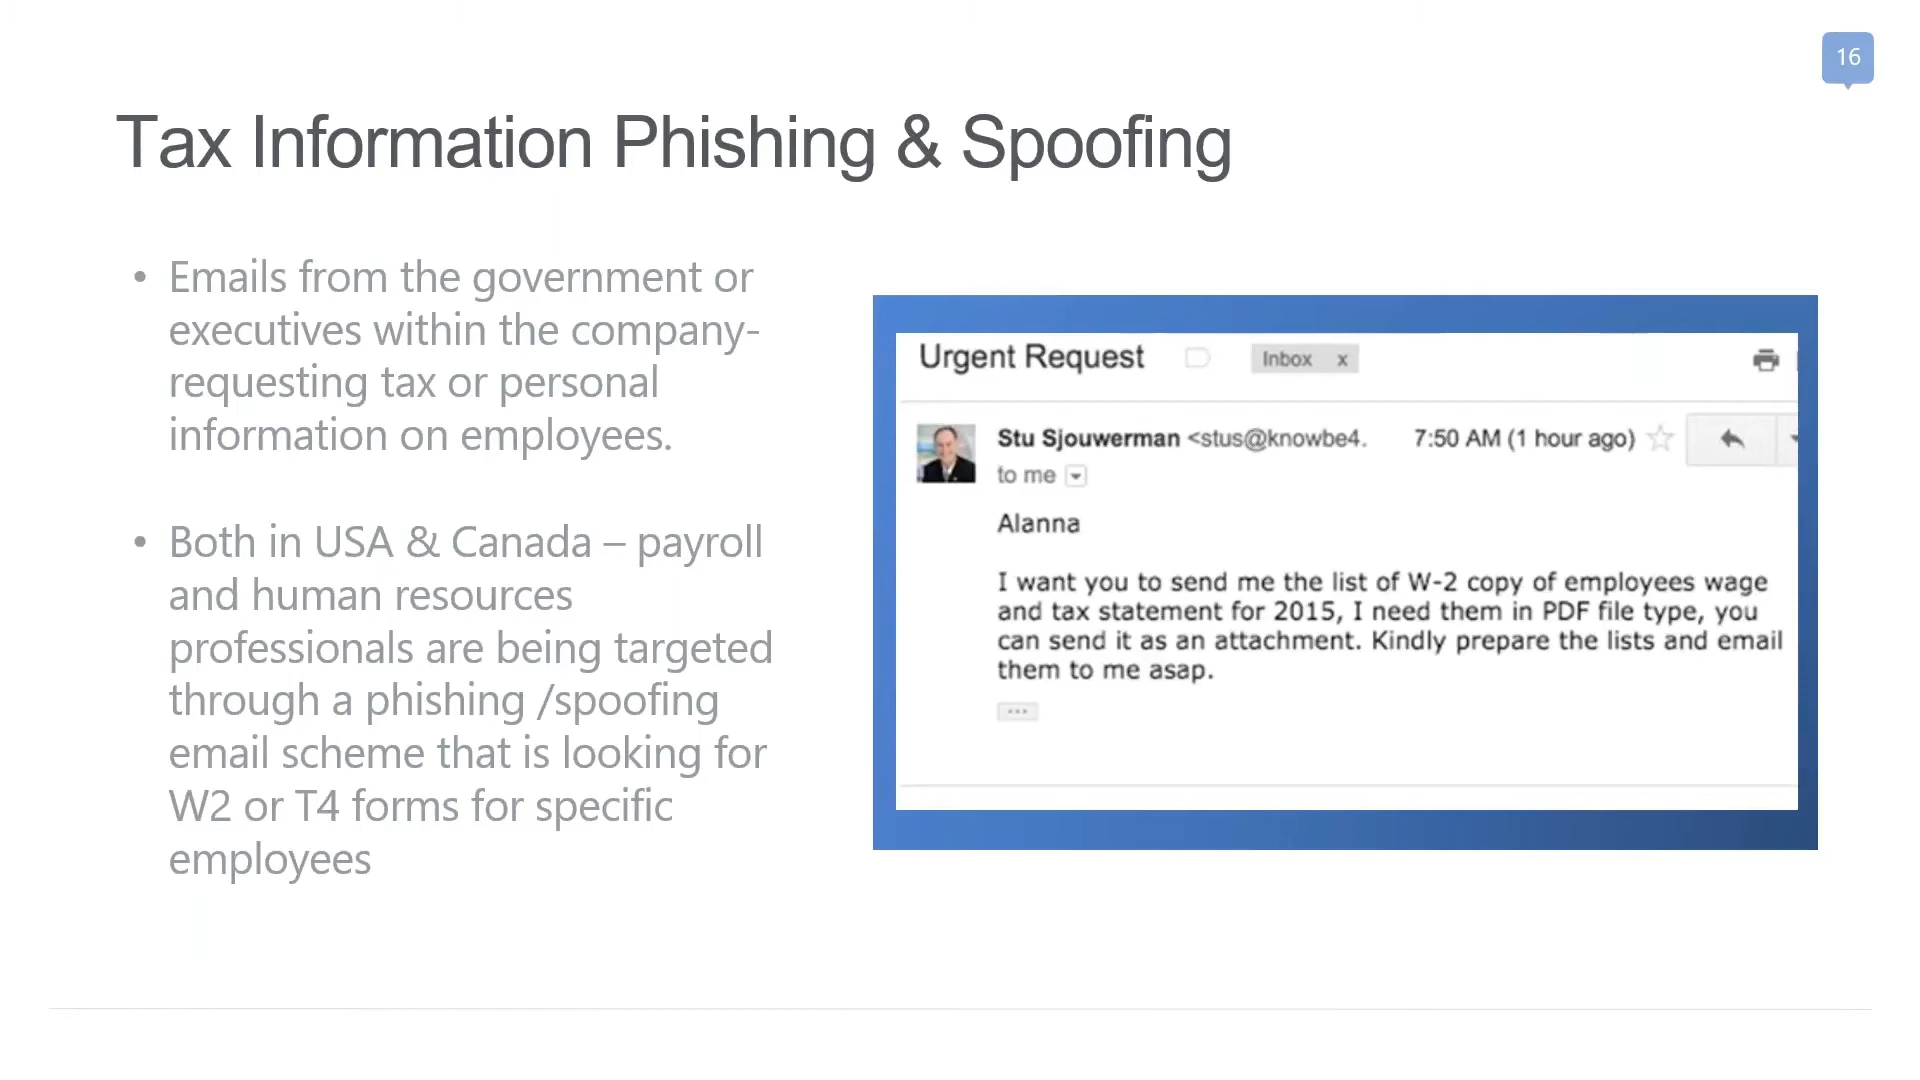 16
Tax Information Phishing & Spoofing
• Emails from the government or
executives within the company-
requesting tax or personal
information on employees.
• Both in USA & Canada – payroll
and human resources
professionals are being targeted
through a phishing /spoofing
email scheme that is looking for
W2 or T4 forms for specific
employees
Urgent Request Inbox x
Stu Sjouwerman <stus@knowbe4. 7:50 AM (1 hour ago)
to me
Alanna
I want you to send me the list of W-2 copy of employees wage
and tax statement for 2015, I need them in PDF file type, you
can send it as an attachment. Kindly prepare the lists and email
them to me asap.